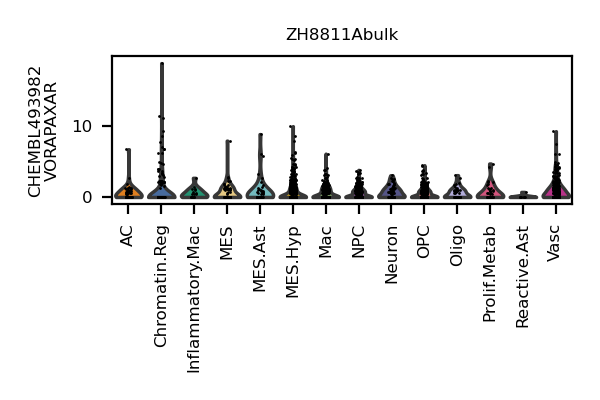 ZH8811Abulk
CHEMBL493982
VORAPAXAR
10
0
AC
Chromatin.Reg
Inflammatory.Mac
MES
MES.Ast
MES.Hyp
Mac
NPC
Neuron
OPC
Oligo
Prolif.Metab
Reactive.Ast
Vasc